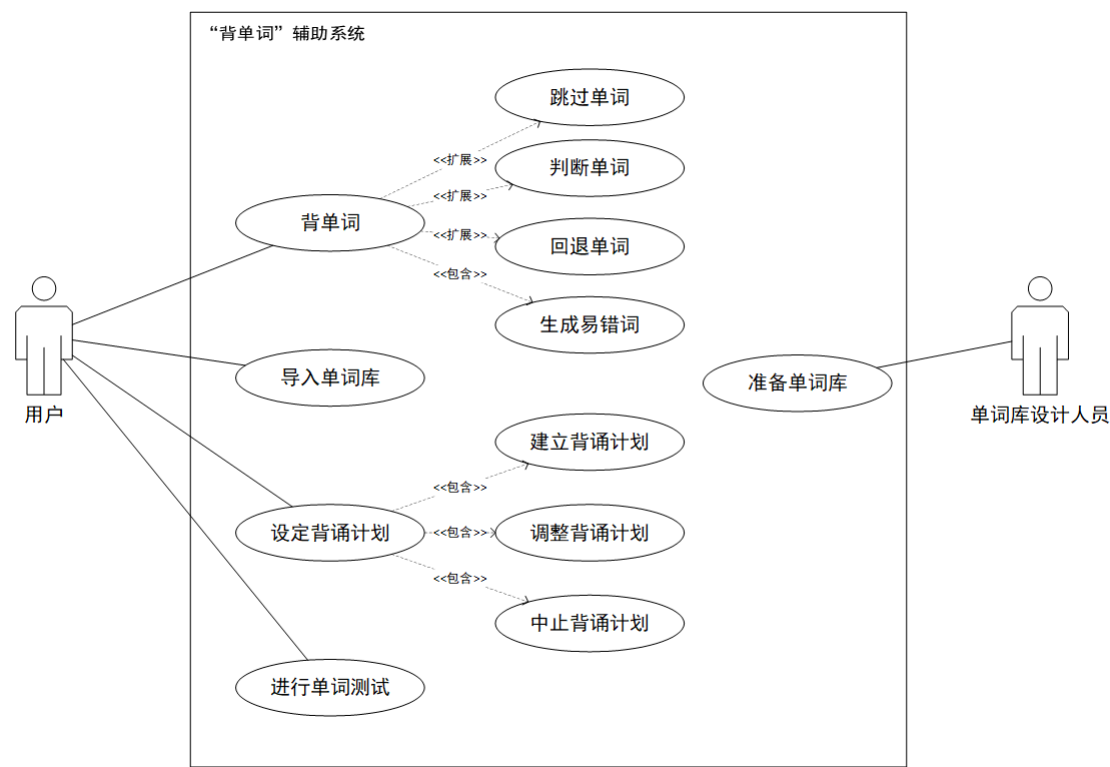 “背单词”辅助系统
跳过单词
<<扩展>>
判断单词
<<扩展>>
背单词
<<扩展>>
回退单词
<<包含>>
生成易错词
导入单词库
准备单词库
用户
单词库设计人员
建立背诵计划
<<包含>>
设定背诵计划
<<包含>>
调整背诵计划
<<包含>>
中止背诵计划
进行单词测试